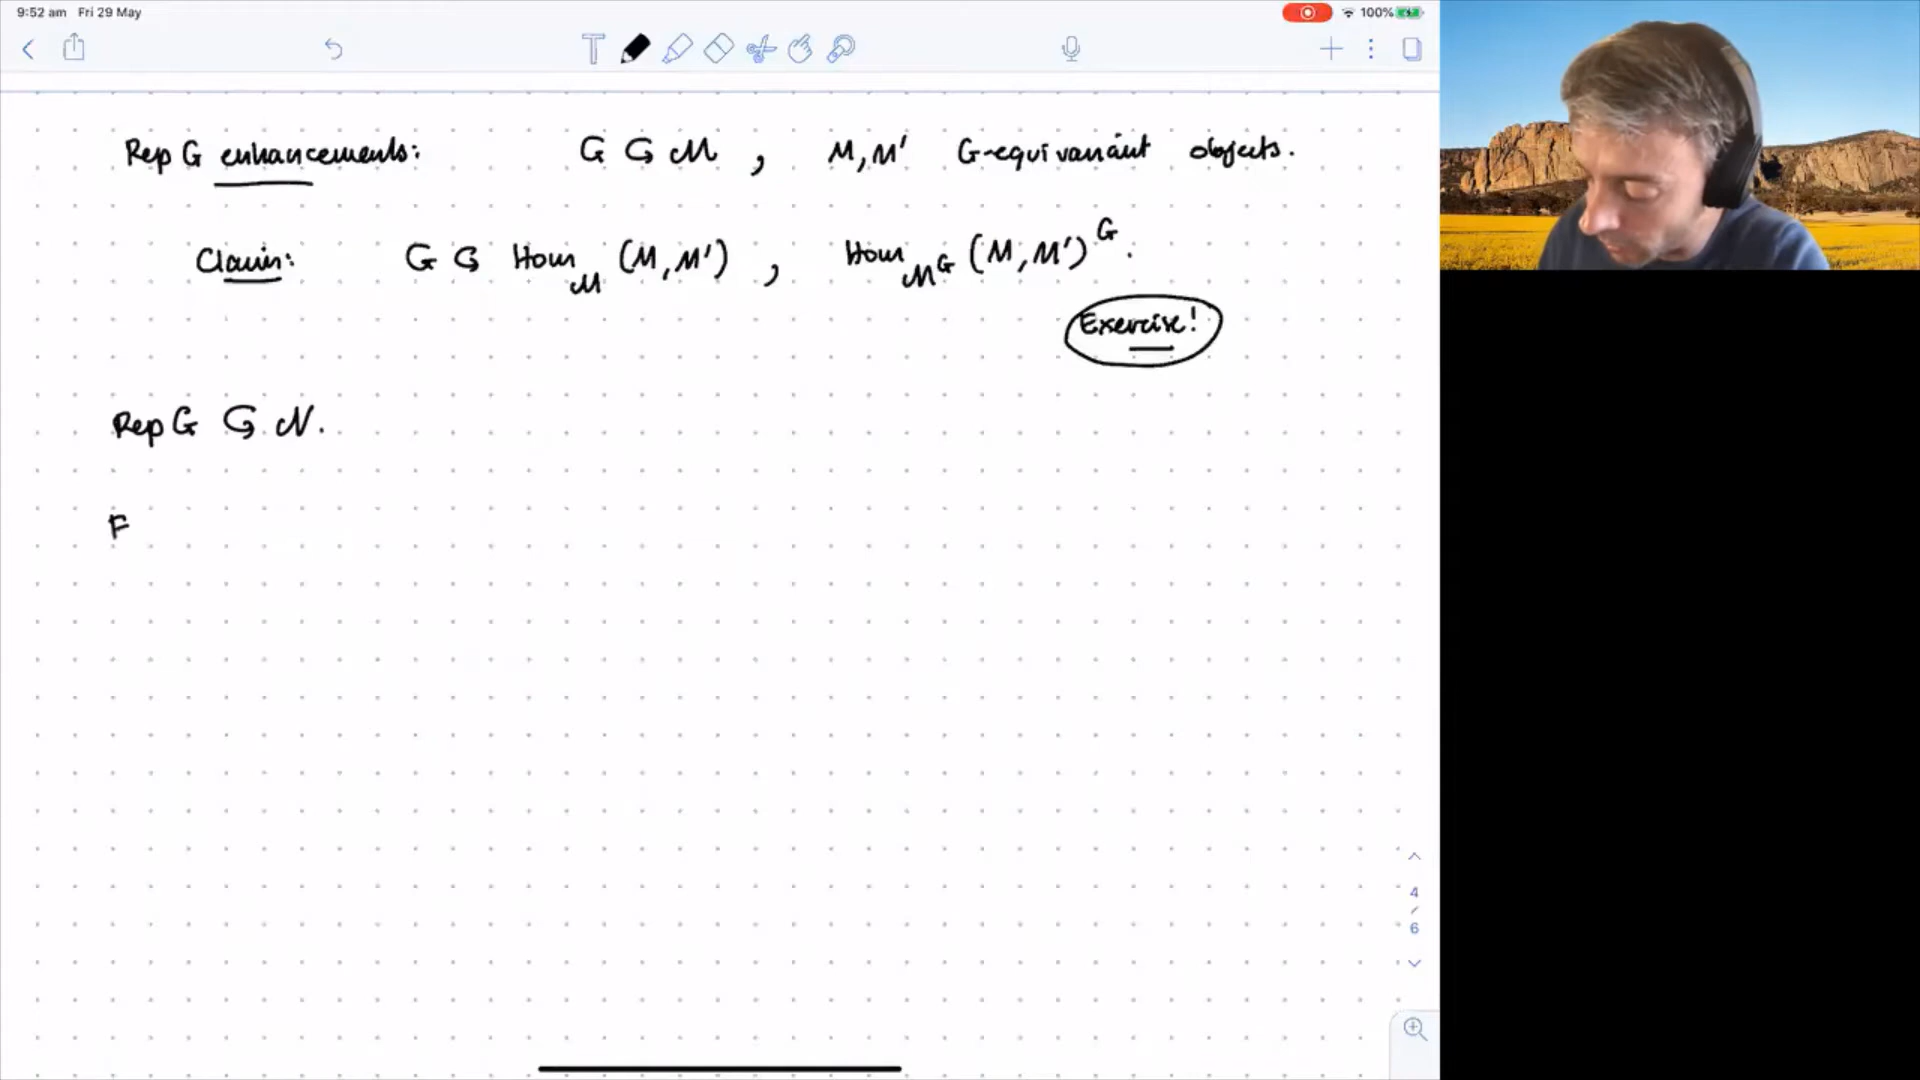 9:52 am Fri 29 May
100%
Rep G enhancements: G ↺ M , M, M' G-equivariant objects.
Claim: G ↺ Hom_M (M, M') , Hom_{M^G} (M, M')^G .
Exercise!
Rep G ↺ N.
F
4
/
6